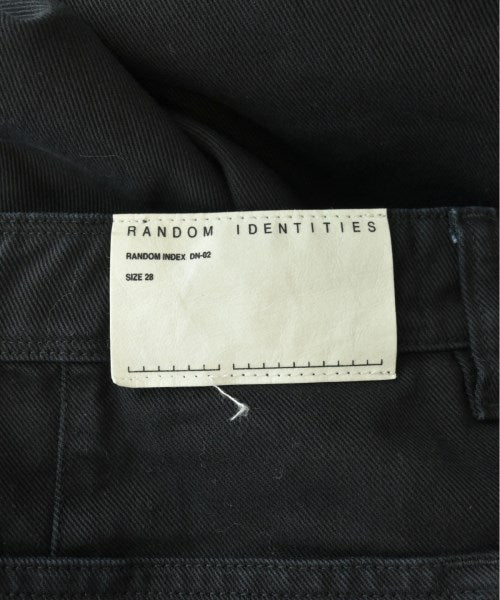 RANDOM IDENTITIES
RANDOM INDEX DN-02
SIZE 28